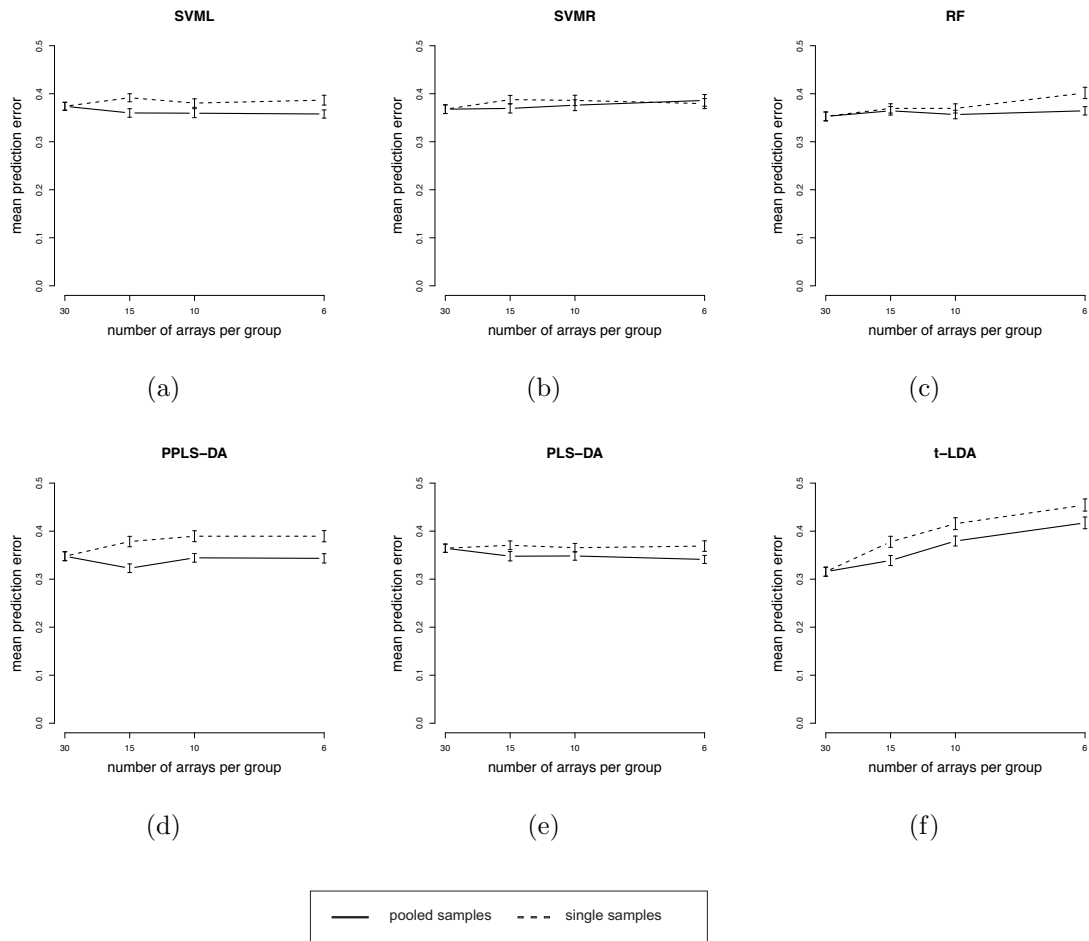 SVML
mean prediction error
0.0 0.1 0.2 0.3 0.4 0.5
30 15 10 6
number of arrays per group
(a)
SVMR
mean prediction error
0.0 0.1 0.2 0.3 0.4 0.5
30 15 10 6
number of arrays per group
(b)
RF
mean prediction error
0.0 0.1 0.2 0.3 0.4 0.5
30 15 10 6
number of arrays per group
(c)
PPLS−DA
mean prediction error
0.0 0.1 0.2 0.3 0.4 0.5
30 15 10 6
number of arrays per group
(d)
PLS−DA
mean prediction error
0.0 0.1 0.2 0.3 0.4 0.5
30 15 10 6
number of arrays per group
(e)
t−LDA
mean prediction error
0.0 0.1 0.2 0.3 0.4 0.5
30 15 10 6
number of arrays per group
(f)
pooled samples single samples